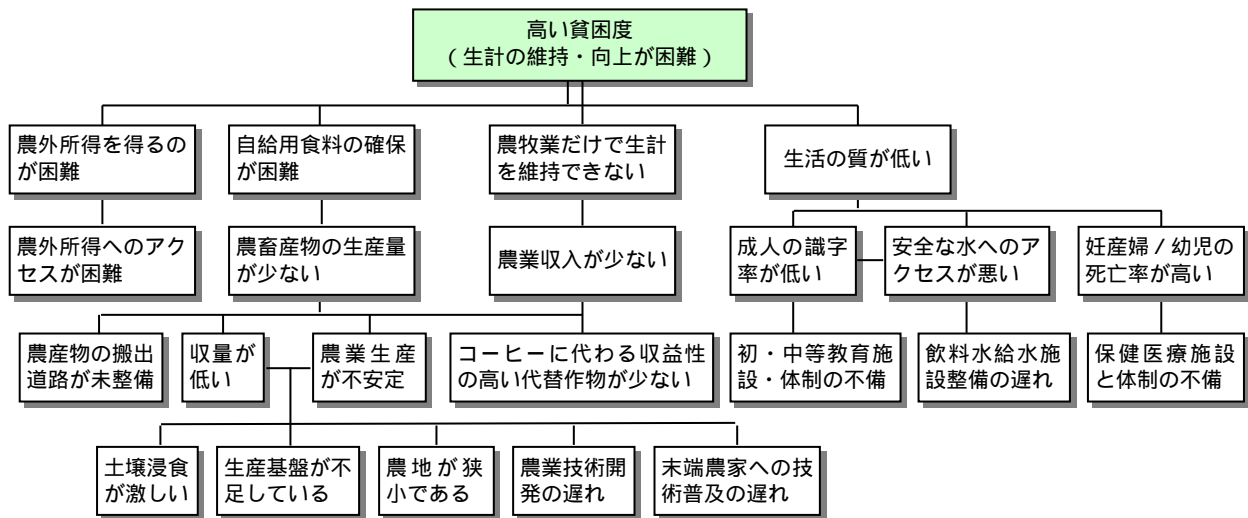 高い貧困度
（生計の維持・向上が困難）
農外所得を得るの
が困難
自給用食料の確保
が困難
農牧業だけで生計
を維持できない
生活の質が低い
農外所得へのアク
セスが困難
農畜産物の生産量
が少ない
農業収入が少ない
成人の識字
率が低い
安全な水へのア
クセスが悪い
妊産婦/幼児の
死亡率が高い
農産物の搬出
道路が未整備
収量が
低い
農業生産
が不安定
コーヒーに代わる収益性
の高い代替作物が少ない
初・中等教育施
設・体制の不備
飲料水給水施
設整備の遅れ
保健医療施設
と体制の不備
土壌浸食
が激しい
生産基盤が不
足している
農地が狭
小である
農業技術開
発の遅れ
末端農家への技
術普及の遅れ